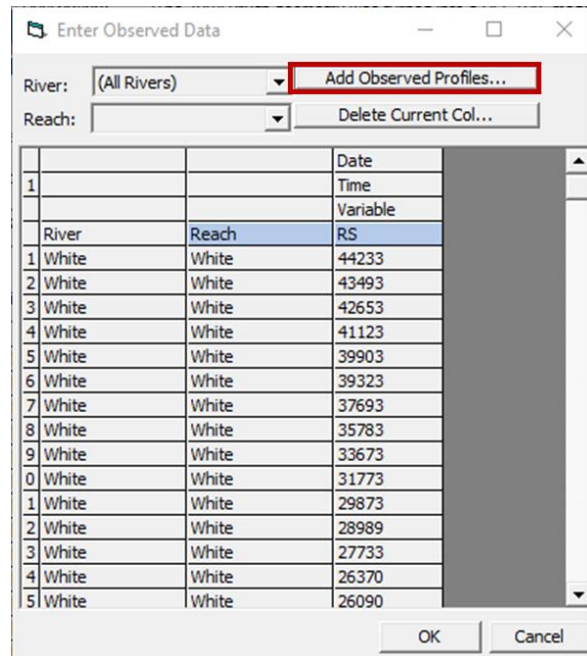 Enter Observed Data
River: (All Rivers) Add Observed Profiles...
Reach: Delete Current Col...
Date
1 Time
Variable
River Reach RS
1 White White 44233
2 White White 43493
3 White White 42653
4 White White 41123
5 White White 39903
6 White White 39323
7 White White 37693
8 White White 35783
9 White White 33673
0 White White 31773
1 White White 29873
2 White White 28989
3 White White 27733
4 White White 26370
5 White White 26090
OK Cancel